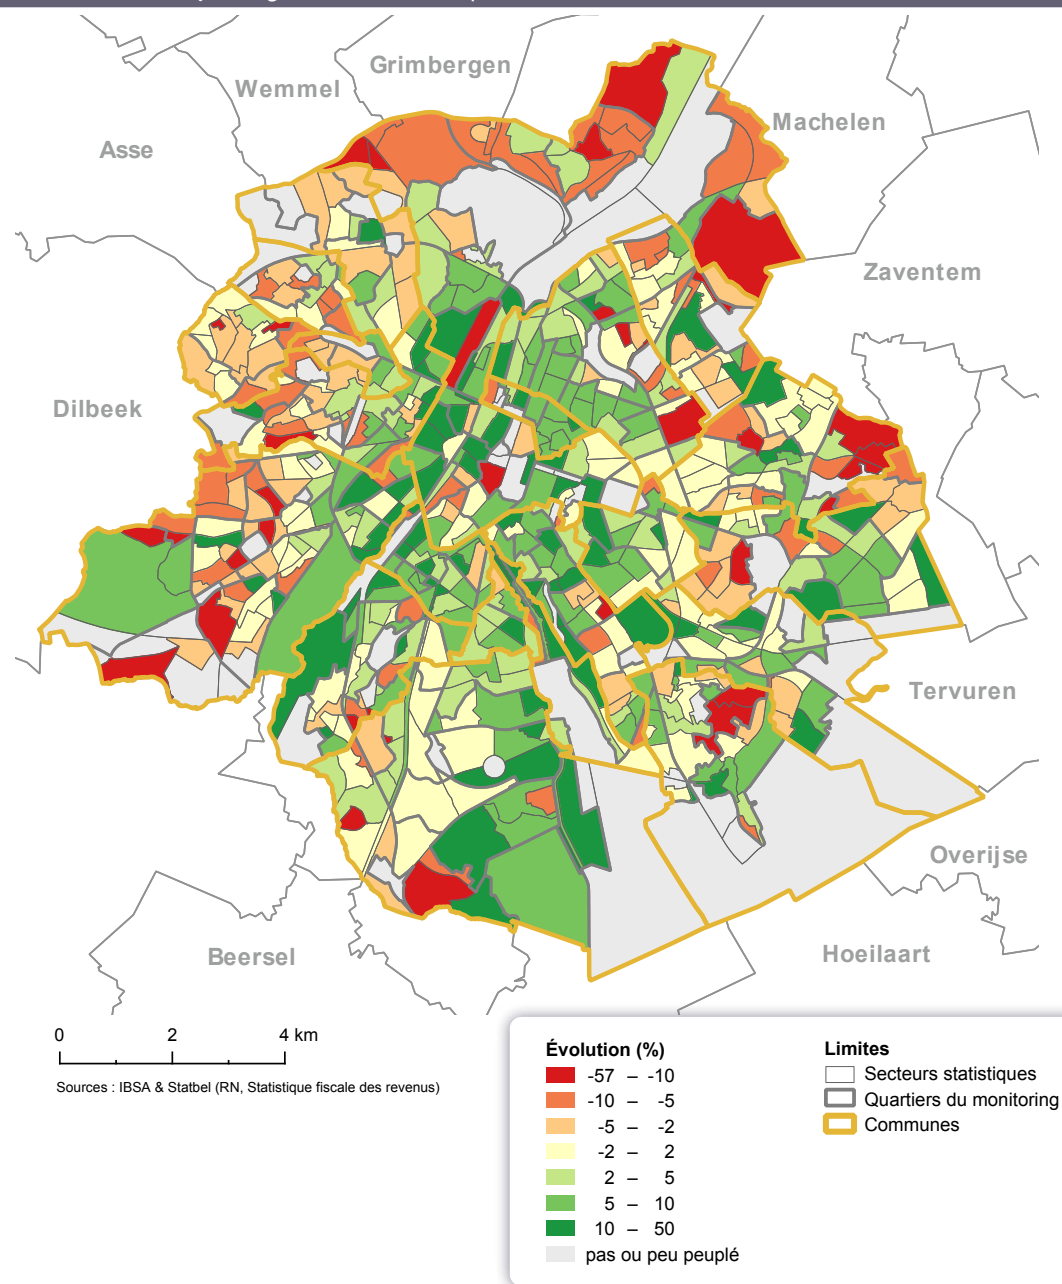 Grimbergen
Wemmel
Machelen
Asse
Zaventem
Dilbeek
Tervuren
Overijse
Beersel
Hoeilaart
0 2 4 km
Sources : IBSA & Statbel (RN, Statistique fiscale des revenus)
Évolution (%)
-57 – -10
-10 – -5
-5 – -2
-2 – 2
2 – 5
5 – 10
10 – 50
pas ou peu peuplé
Limites
Secteurs statistiques
Quartiers du monitoring
Communes